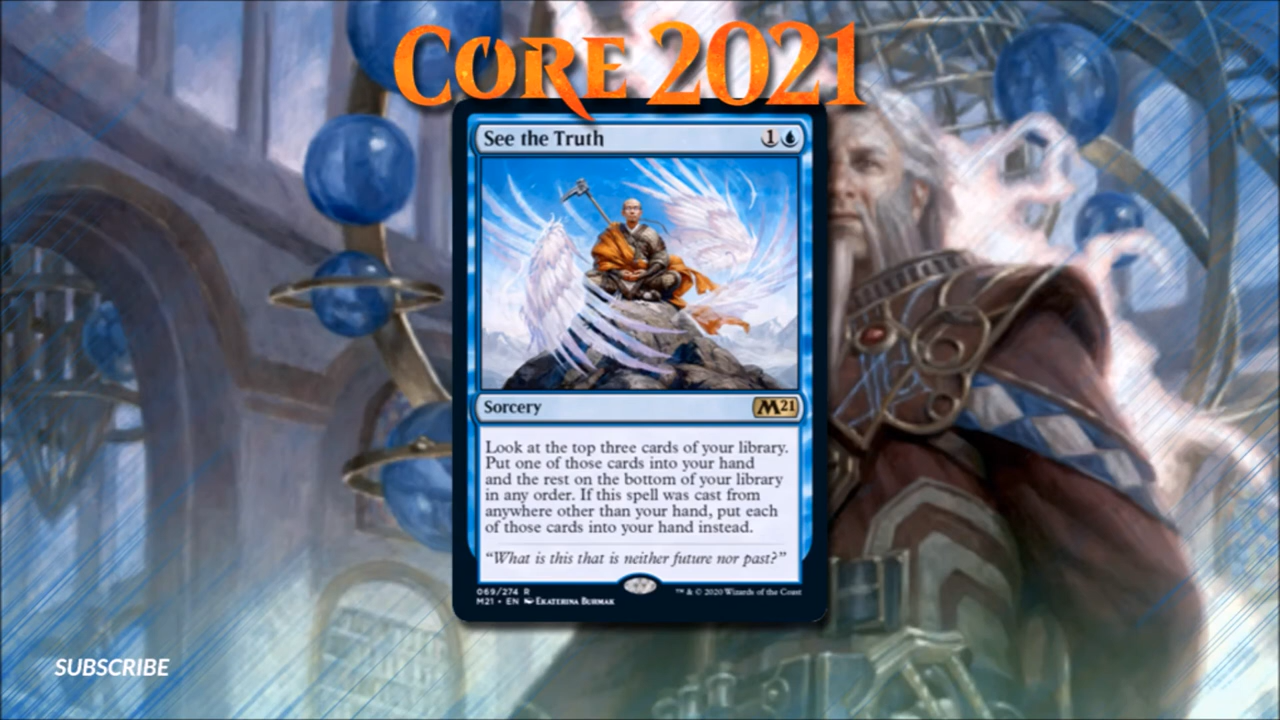 CORE 2021
See the Truth 1
Sorcery M21
Look at the top three cards of your library.
Put one of those cards into your hand
and the rest on the bottom of your library
in any order. If this spell was cast from
anywhere other than your hand, put each
of those cards into your hand instead.
“What is this that is neither future nor past?”
069/274 R
M21 • EN EKATERINA BURMAK ™ & © 2020 Wizards of the Coast
SUBSCRIBE